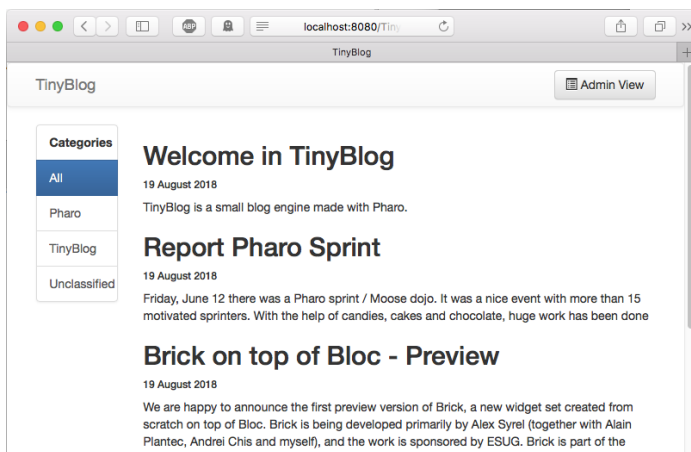 ABP
localhost:8080/Tiny
TinyBlog
TinyBlog
Admin View
Categories
All
Pharo
TinyBlog
Unclassified
Welcome in TinyBlog
19 August 2018
TinyBlog is a small blog engine made with Pharo.
Report Pharo Sprint
19 August 2018
Friday, June 12 there was a Pharo sprint / Moose dojo. It was a nice event with more than 15
motivated sprinters. With the help of candies, cakes and chocolate, huge work has been done
Brick on top of Bloc - Preview
19 August 2018
We are happy to announce the first preview version of Brick, a new widget set created from
scratch on top of Bloc. Brick is being developed primarily by Alex Syrel (together with Alain
Plantec, Andrei Chis and myself), and the work is sponsored by ESUG. Brick is part of the